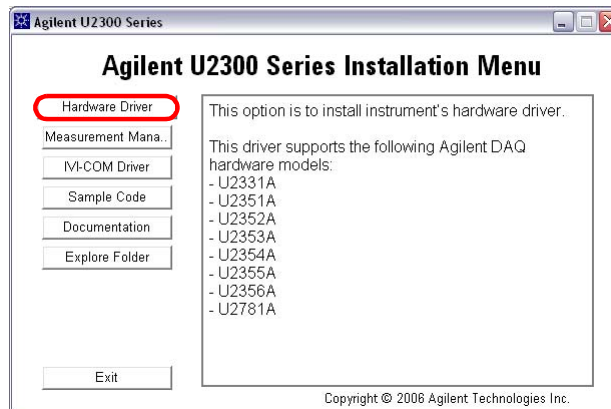 Agilent U2300 Series
Agilent U2300 Series Installation Menu
Hardware Driver
Measurement Mana..
IVI-COM Driver
Sample Code
Documentation
Explore Folder
Exit
This option is to install instrument's hardware driver.
This driver supports the following Agilent DAQ
hardware models:
- U2331A
- U2351A
- U2352A
- U2353A
- U2354A
- U2355A
- U2356A
- U2781A
Copyright © 2006 Agilent Technologies Inc.